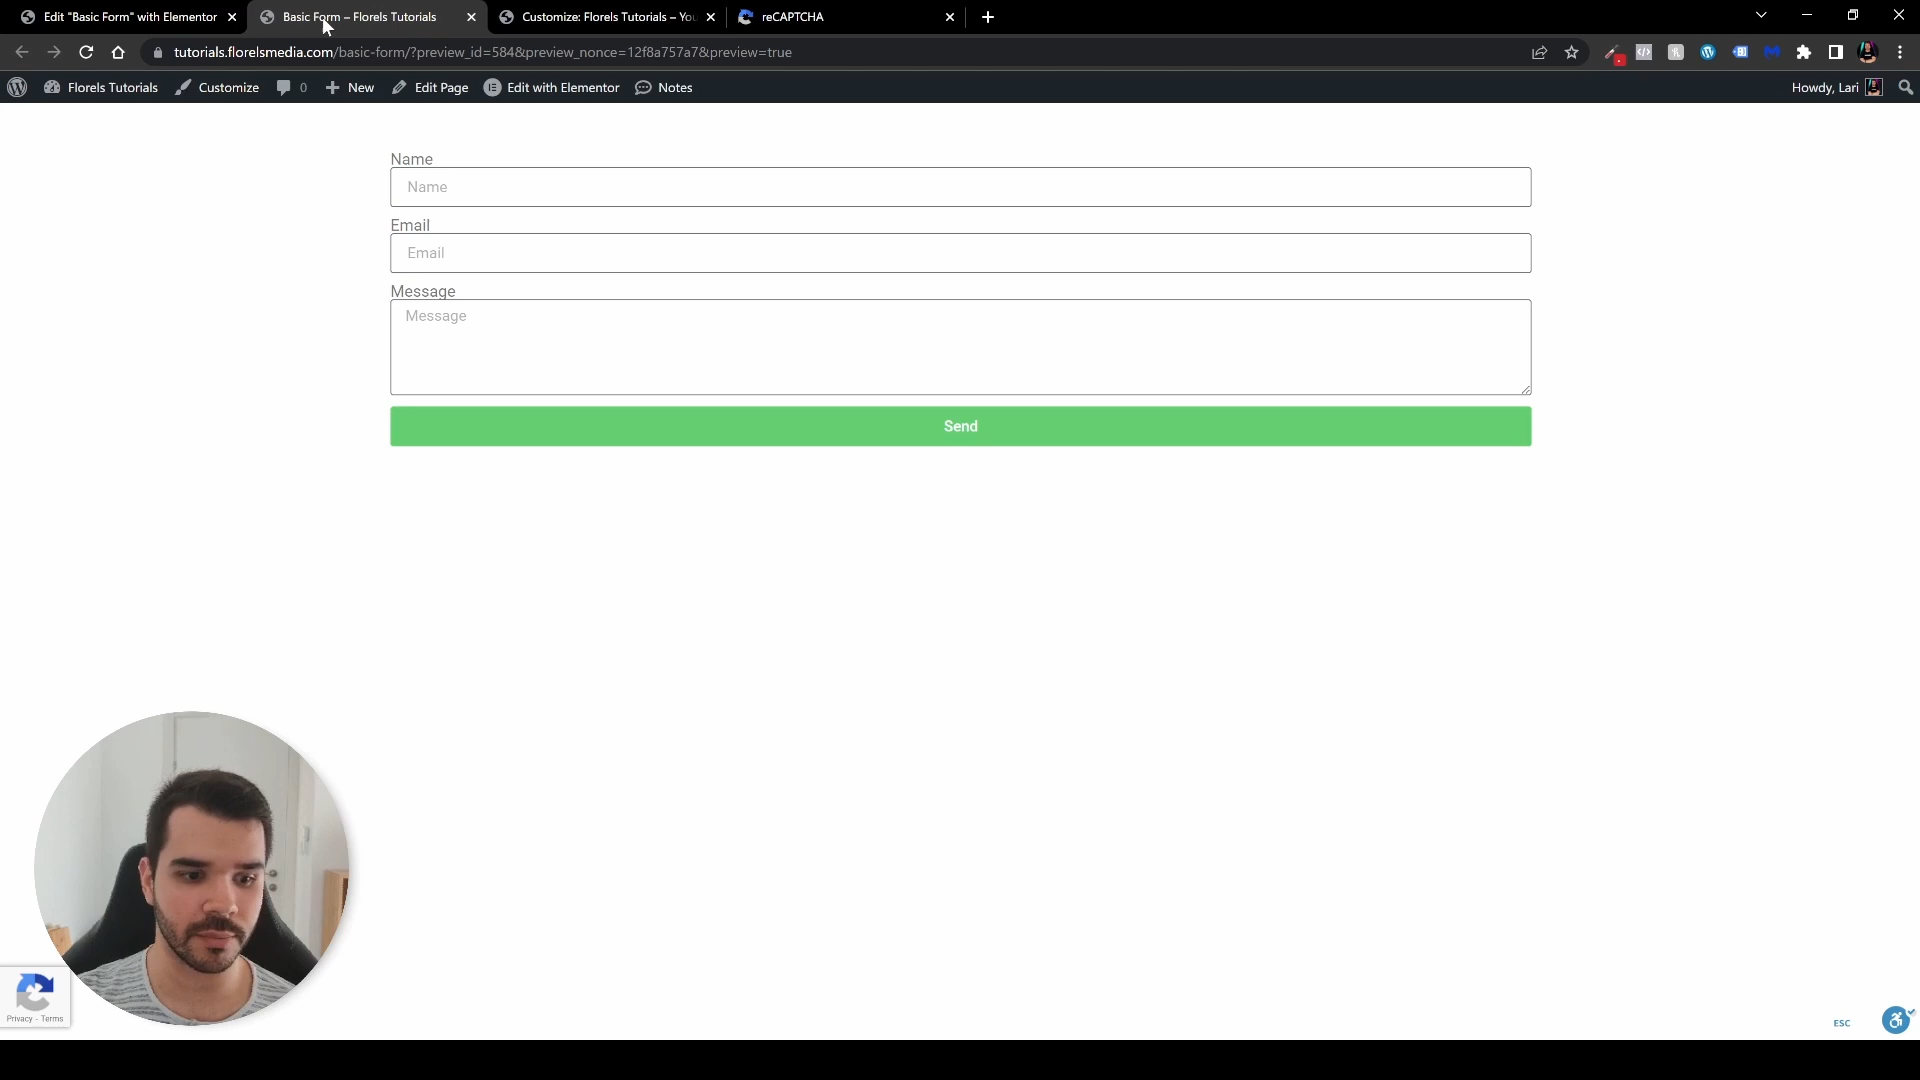 Edit "Basic Form" with Elementor
Basic Form – Florels Tutorials
Customize: Florels Tutorials – You
reCAPTCHA
tutorials.florelsmedia.com/basic-form/?preview_id=584&preview_nonce=12f8a757a7&preview=true
Florels Tutorials
Customize
0
New
Edit Page
Edit with Elementor
Notes
Howdy, Lari
Name
Name
Email
Email
Message
Message
Send
Privacy - Terms
ESC